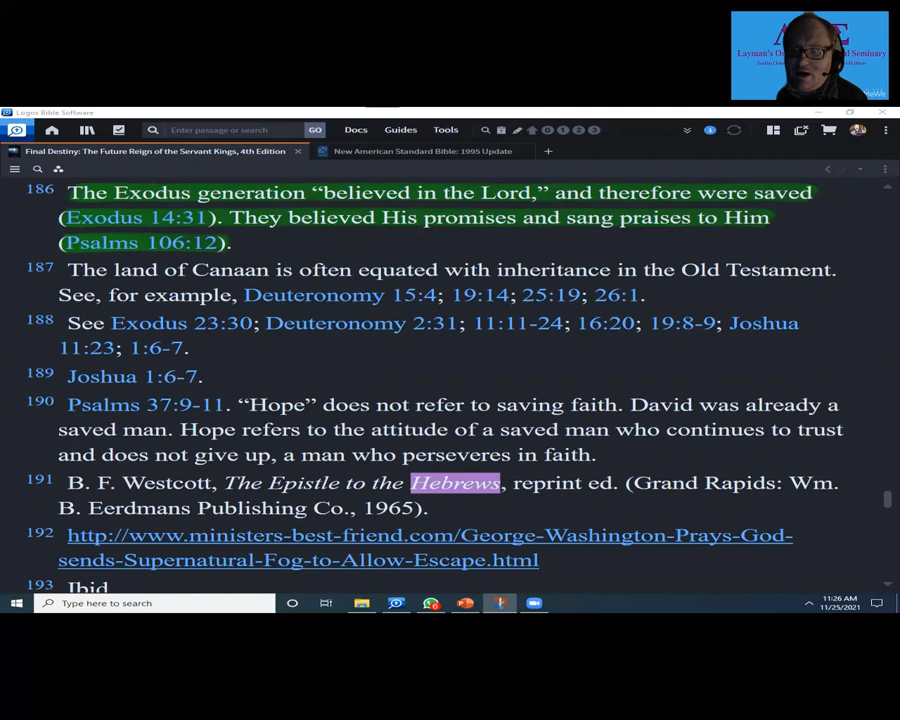 Layman's O al Seminary
MeWe
Logos Bible Software
Enter passage or search
GO
Docs
Guides
Tools
0
1
2
3
Final Destiny: The Future Reign of the Servant Kings, 4th Edition
New American Standard Bible: 1995 Update
186 The Exodus generation “believed in the Lord,” and therefore were saved
(Exodus 14:31). They believed His promises and sang praises to Him
(Psalms 106:12).
187 The land of Canaan is often equated with inheritance in the Old Testament.
See, for example, Deuteronomy 15:4; 19:14; 25:19; 26:1.
188 See Exodus 23:30; Deuteronomy 2:31; 11:11-24; 16:20; 19:8-9; Joshua
11:23; 1:6-7.
189 Joshua 1:6-7.
190 Psalms 37:9-11. “Hope” does not refer to saving faith. David was already a
saved man. Hope refers to the attitude of a saved man who continues to trust
and does not give up, a man who perseveres in faith.
191 B. F. Westcott, The Epistle to the Hebrews, reprint ed. (Grand Rapids: Wm.
B. Eerdmans Publishing Co., 1965).
192 http://www.ministers-best-friend.com/George-Washington-Prays-God-
sends-Supernatural-Fog-to-Allow-Escape.html
193 Ibid
Type here to search
11:26 AM
11/25/2021